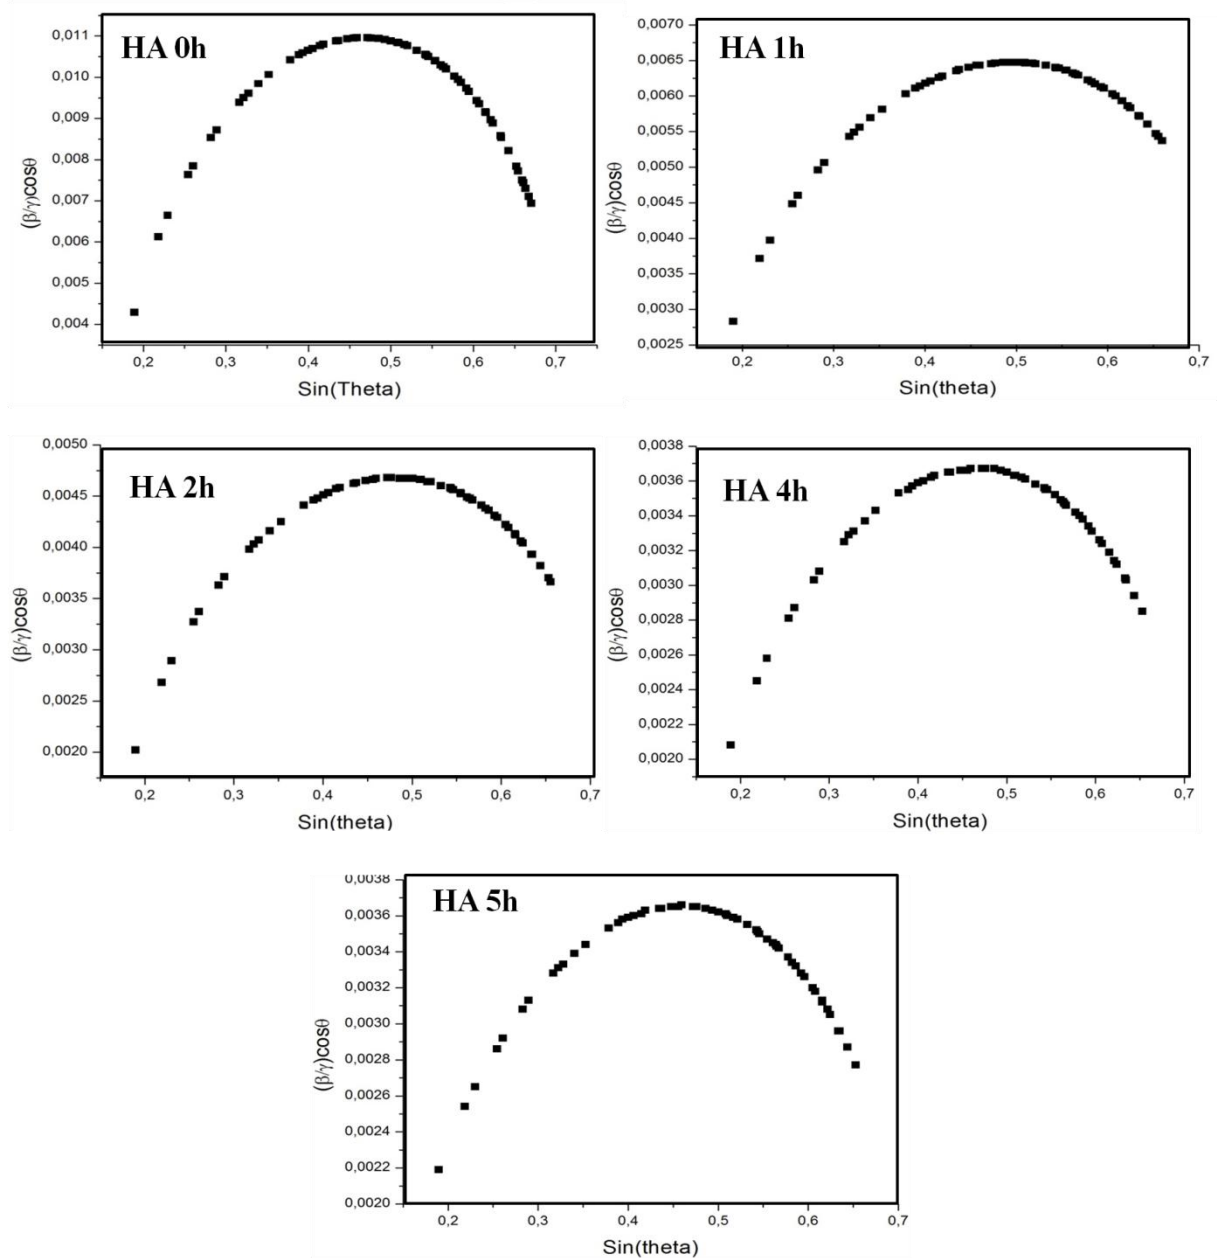 HA 0h
0,011
0,010
0,009
0,008
0,007
0,006
0,005
0,004
(β/γ)cosθ
0,2 0,3 0,4 0,5 0,6 0,7
Sin(Theta)
HA 1h
0,0070
0,0065
0,0060
0,0055
0,0050
0,0045
0,0040
0,0035
0,0030
0,0025
(β/γ)cosθ
0,2 0,3 0,4 0,5 0,6 0,7
Sin(theta)
HA 2h
0,0050
0,0045
0,0040
0,0035
0,0030
0,0025
0,0020
(β/γ)cosθ
0,2 0,3 0,4 0,5 0,6 0,7
Sin(theta)
HA 4h
0,0038
0,0036
0,0034
0,0032
0,0030
0,0028
0,0026
0,0024
0,0022
0,0020
(β/γ)cosθ
0,2 0,3 0,4 0,5 0,6 0,7
Sin(theta)
HA 5h
0,0038
0,0036
0,0034
0,0032
0,0030
0,0028
0,0026
0,0024
0,0022
0,0020
(β/γ)cosθ
0,2 0,3 0,4 0,5 0,6 0,7
Sin(theta)